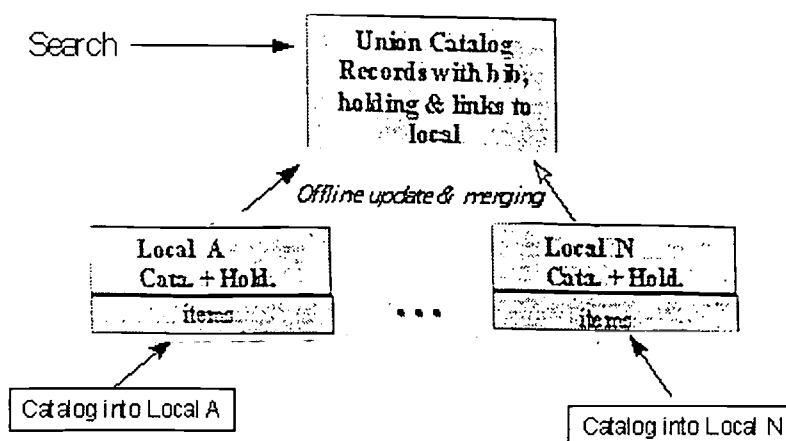 Search
Union Catalog
Records with bib,
holding & links to
local
Offline update & merging
Local A
Cata. + Hold.
items
...
Local N
Cata. + Hold.
items
Catalog into Local A
Catalog into Local N